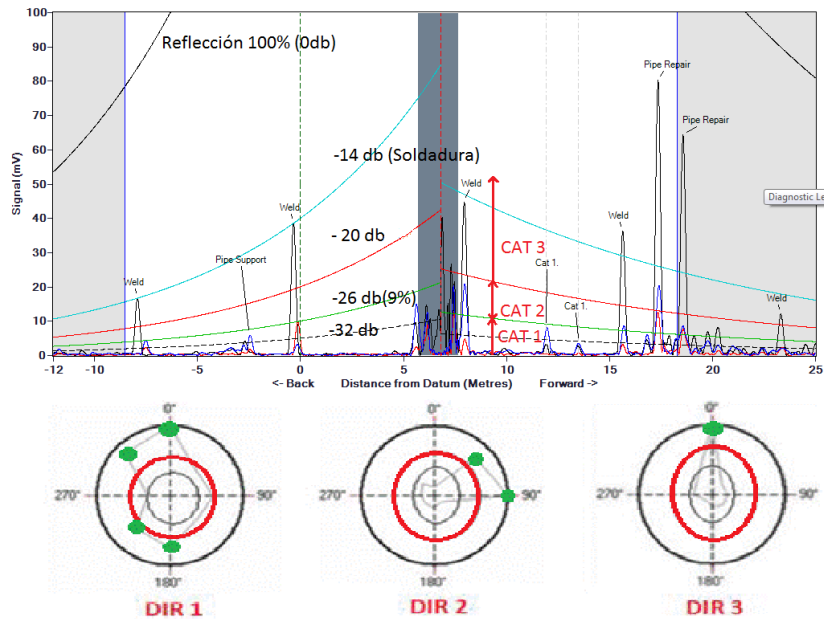 100
90
80
70
60
50
40
30
20
10
0
Signal (mV)
Reflección 100% (0db)
-14 db (Soldadura)
- 20 db
-26 db(9%)
-32 db
Weld
Pipe Support
Weld
Weld
Cat 1.
Cat 1.
Weld
Pipe Repair
Pipe Repair
Weld
CAT 3
CAT 2
CAT 1
Diagnostic Le
-12
-10
-5
0
5
10
15
20
25
<- Back Distance from Datum (Metres) Forward ->
0°
270°
90°
180°
DIR 1
0°
270°
90°
180°
DIR 2
0°
270°
90°
180°
DIR 3